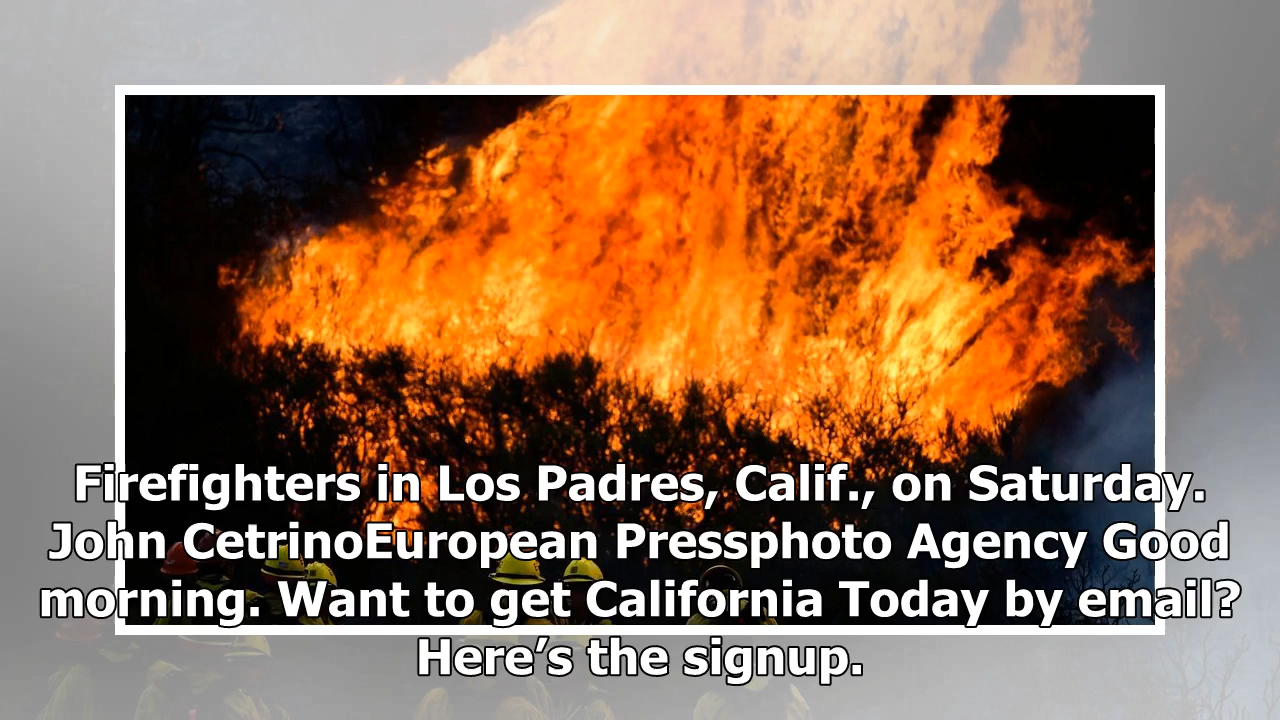 Firefighters in Los Padres, Calif., on Saturday.
John CetrinoEuropean Pressphoto Agency Good
morning. Want to get California Today by email?
Here’s the signup.